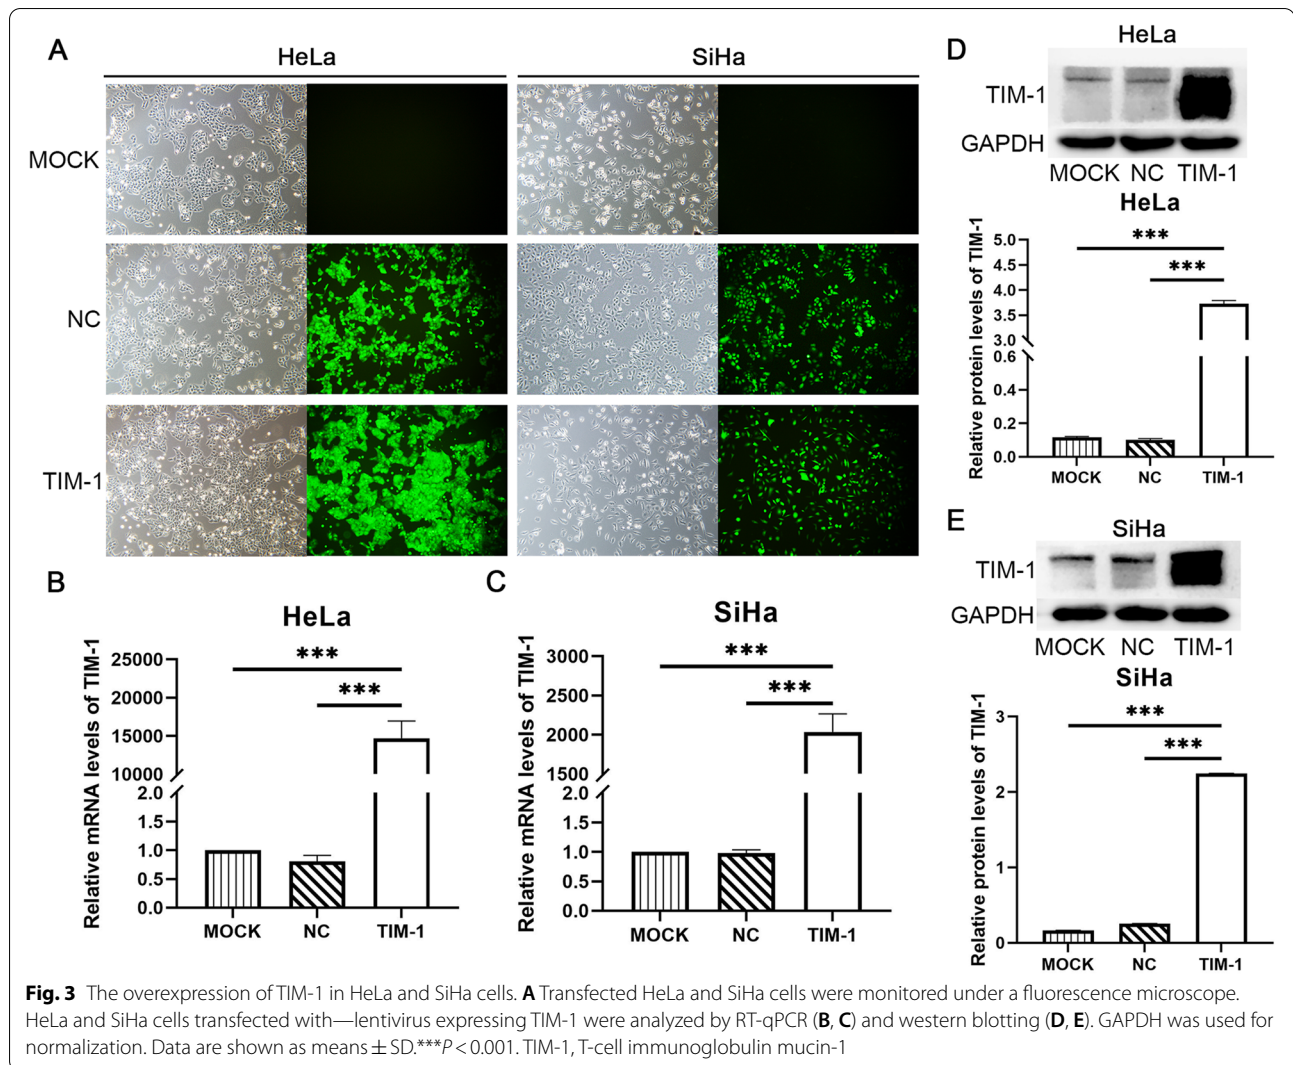 A
HeLa
SiHa
MOCK
NC
TIM-1
B
HeLa
Relative mRNA levels of TIM-1
25000
20000
15000
10000
2.0
1.5
1.0
0.5
0.0
***
***
MOCK NC TIM-1
C
SiHa
Relative mRNA levels of TIM-1
3000
2500
2000
1500
2.0
1.5
1.0
0.5
0.0
***
***
MOCK NC TIM-1
D
HeLa
TIM-1
GAPDH
MOCK NC TIM-1
HeLa
Relative protein levels of TIM-1
5.0
4.5
4.0
3.5
3.0
0.6
0.4
0.2
0.0
***
***
MOCK NC TIM-1
E
SiHa
TIM-1
GAPDH
MOCK NC TIM-1
SiHa
Relative protein levels of TIM-1
3
2
1
0
***
***
MOCK NC TIM-1
Fig. 3 The overexpression of TIM-1 in HeLa and SiHa cells. A Transfected HeLa and SiHa cells were monitored under a fluorescence microscope.
HeLa and SiHa cells transfected with—lentivirus expressing TIM-1 were analyzed by RT-qPCR (B, C) and western blotting (D, E). GAPDH was used for
normalization. Data are shown as means ± SD.***P < 0.001. TIM-1, T-cell immunoglobulin mucin-1